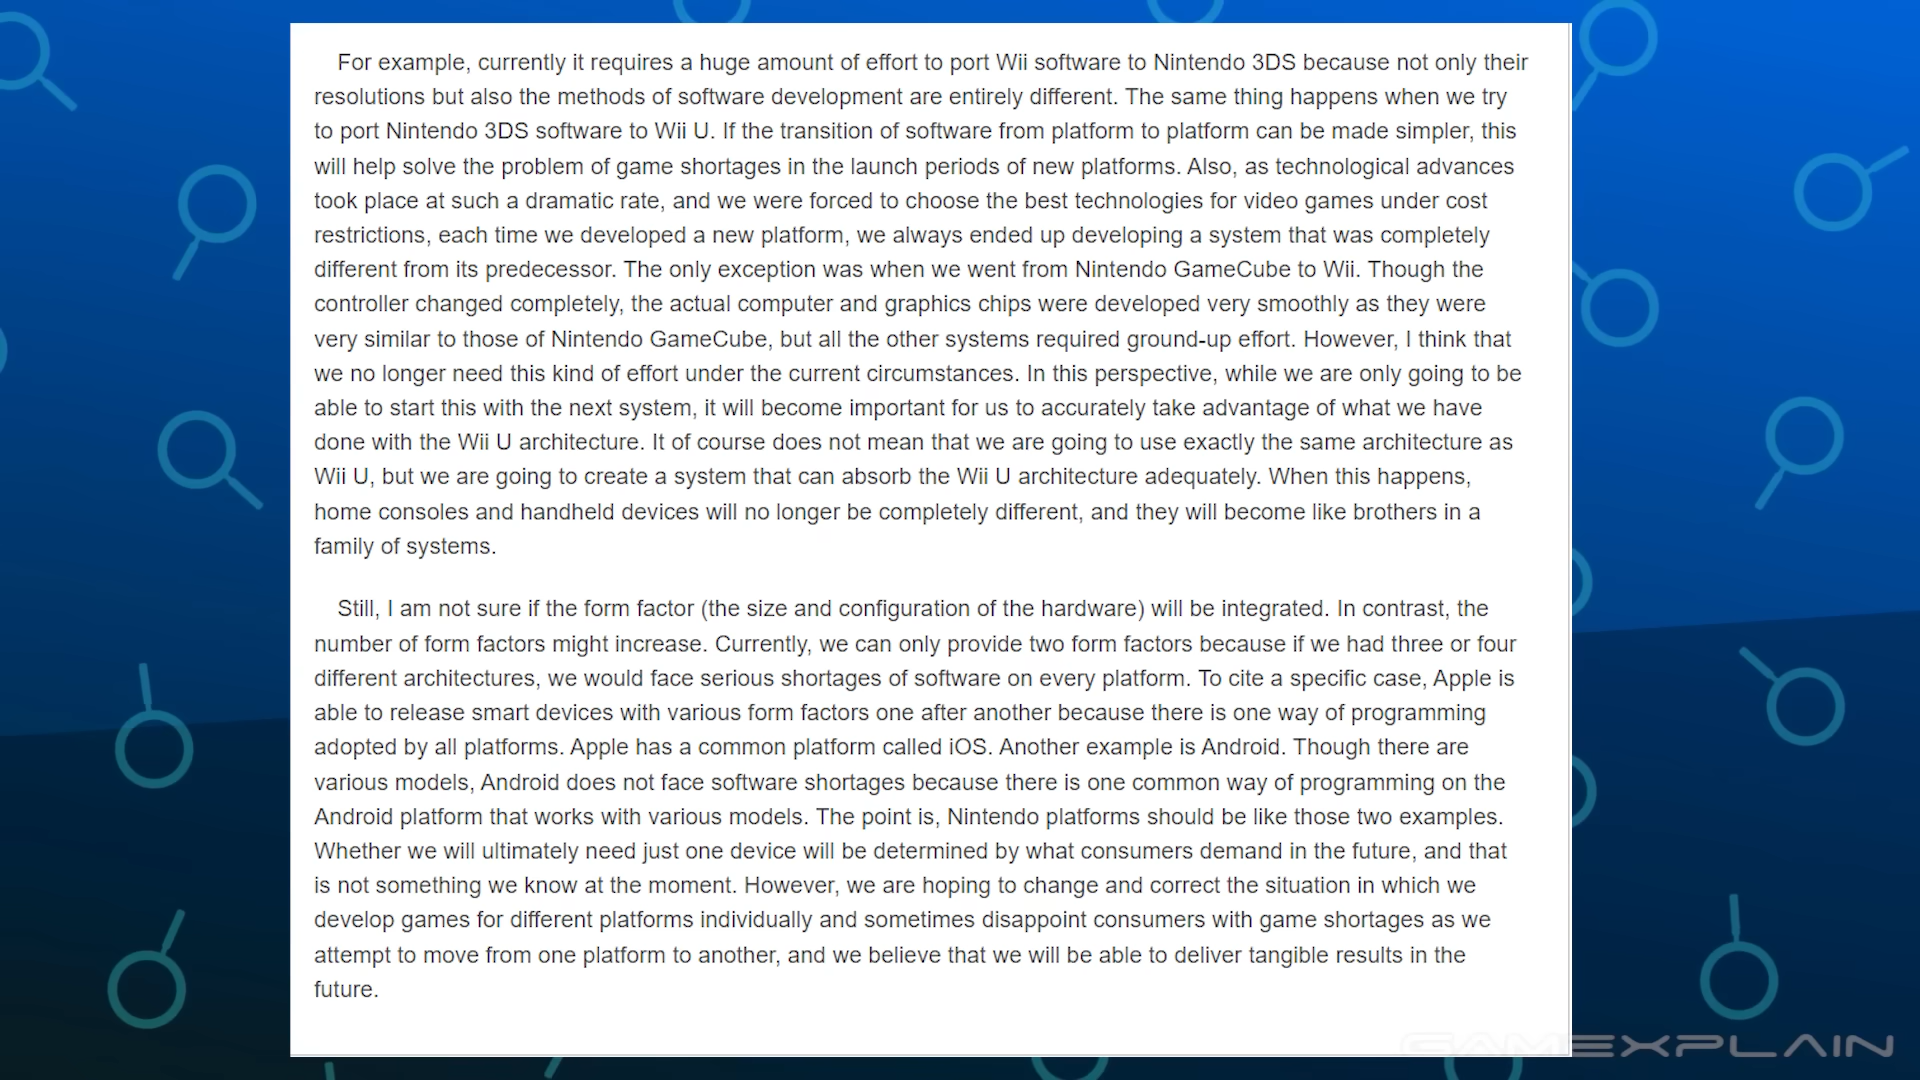 For example, currently it requires a huge amount of effort to port Wii software to Nintendo 3DS because not only their
resolutions but also the methods of software development are entirely different. The same thing happens when we try
to port Nintendo 3DS software to Wii U. If the transition of software from platform to platform can be made simpler, this
will help solve the problem of game shortages in the launch periods of new platforms. Also, as technological advances
took place at such a dramatic rate, and we were forced to choose the best technologies for video games under cost
restrictions, each time we developed a new platform, we always ended up developing a system that was completely
different from its predecessor. The only exception was when we went from Nintendo GameCube to Wii. Though the
controller changed completely, the actual computer and graphics chips were developed very smoothly as they were
very similar to those of Nintendo GameCube, but all the other systems required ground-up effort. However, I think that
we no longer need this kind of effort under the current circumstances. In this perspective, while we are only going to be
able to start this with the next system, it will become important for us to accurately take advantage of what we have
done with the Wii U architecture. It of course does not mean that we are going to use exactly the same architecture as
Wii U, but we are going to create a system that can absorb the Wii U architecture adequately. When this happens,
home consoles and handheld devices will no longer be completely different, and they will become like brothers in a
family of systems.
Still, I am not sure if the form factor (the size and configuration of the hardware) will be integrated. In contrast, the
number of form factors might increase. Currently, we can only provide two form factors because if we had three or four
different architectures, we would face serious shortages of software on every platform. To cite a specific case, Apple is
able to release smart devices with various form factors one after another because there is one way of programming
adopted by all platforms. Apple has a common platform called iOS. Another example is Android. Though there are
various models, Android does not face software shortages because there is one common way of programming on the
Android platform that works with various models. The point is, Nintendo platforms should be like those two examples.
Whether we will ultimately need just one device will be determined by what consumers demand in the future, and that
is not something we know at the moment. However, we are hoping to change and correct the situation in which we
develop games for different platforms individually and sometimes disappoint consumers with game shortages as we
attempt to move from one platform to another, and we believe that we will be able to deliver tangible results in the
future.
GAMEXPLAIN